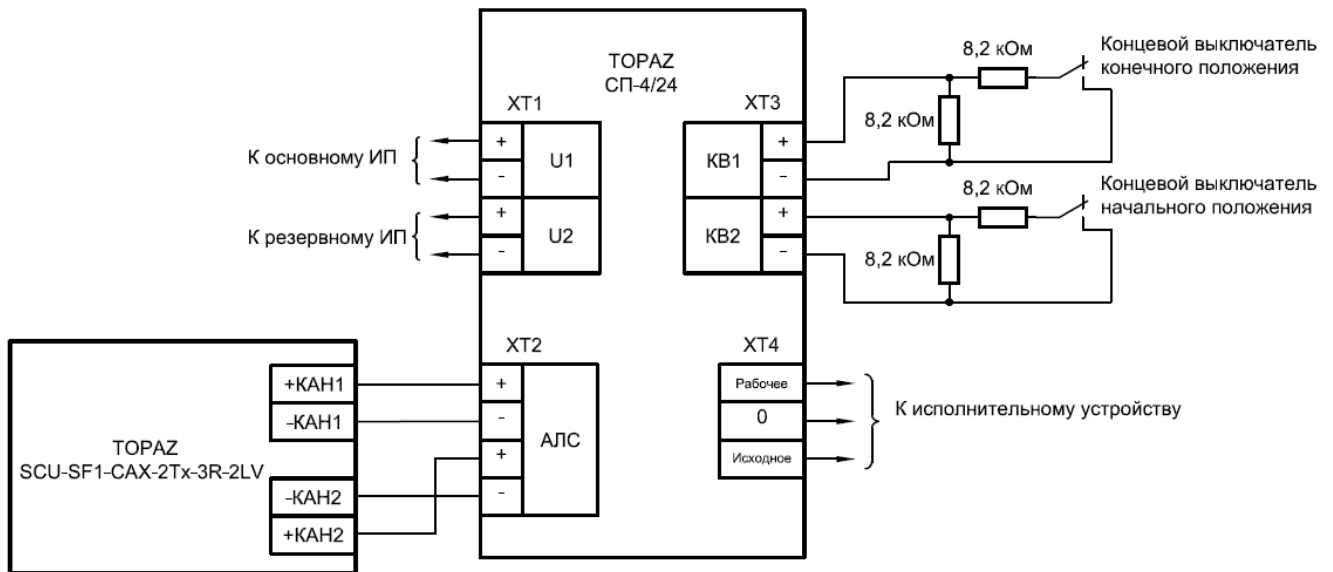 TOPAZ
СП-4/24
XT1
+
-
+
-
U1
U2
К основному ИП
К резервному ИП
XT3
КВ1
КВ2
+
-
+
-
8,2 кОм
8,2 кОм
Концевой выключатель
конечного положения
8,2 кОм
8,2 кОм
Концевой выключатель
начального положения
XT2
+
-
+
-
АЛС
XT4
Рабочее
0
Исходное
К исполнительному устройству
TOPAZ
SCU-SF1-CAX-2Tx-3R-2LV
+КАН1
-КАН1
-КАН2
+КАН2